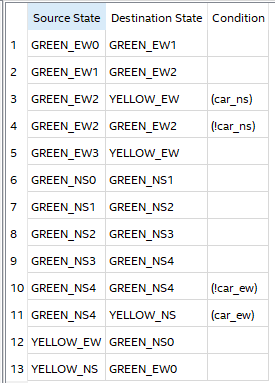 Source State Destination State Condition
1 GREEN_EW0 GREEN_EW1
2 GREEN_EW1 GREEN_EW2
3 GREEN_EW2 YELLOW_EW (car_ns)
4 GREEN_EW2 GREEN_EW2 (!car_ns)
5 GREEN_EW3 YELLOW_EW
6 GREEN_NS0 GREEN_NS1
7 GREEN_NS1 GREEN_NS2
8 GREEN_NS2 GREEN_NS3
9 GREEN_NS3 GREEN_NS4
10 GREEN_NS4 GREEN_NS4 (!car_ew)
11 GREEN_NS4 YELLOW_NS (car_ew)
12 YELLOW_EW GREEN_NS0
13 YELLOW_NS GREEN_EW0